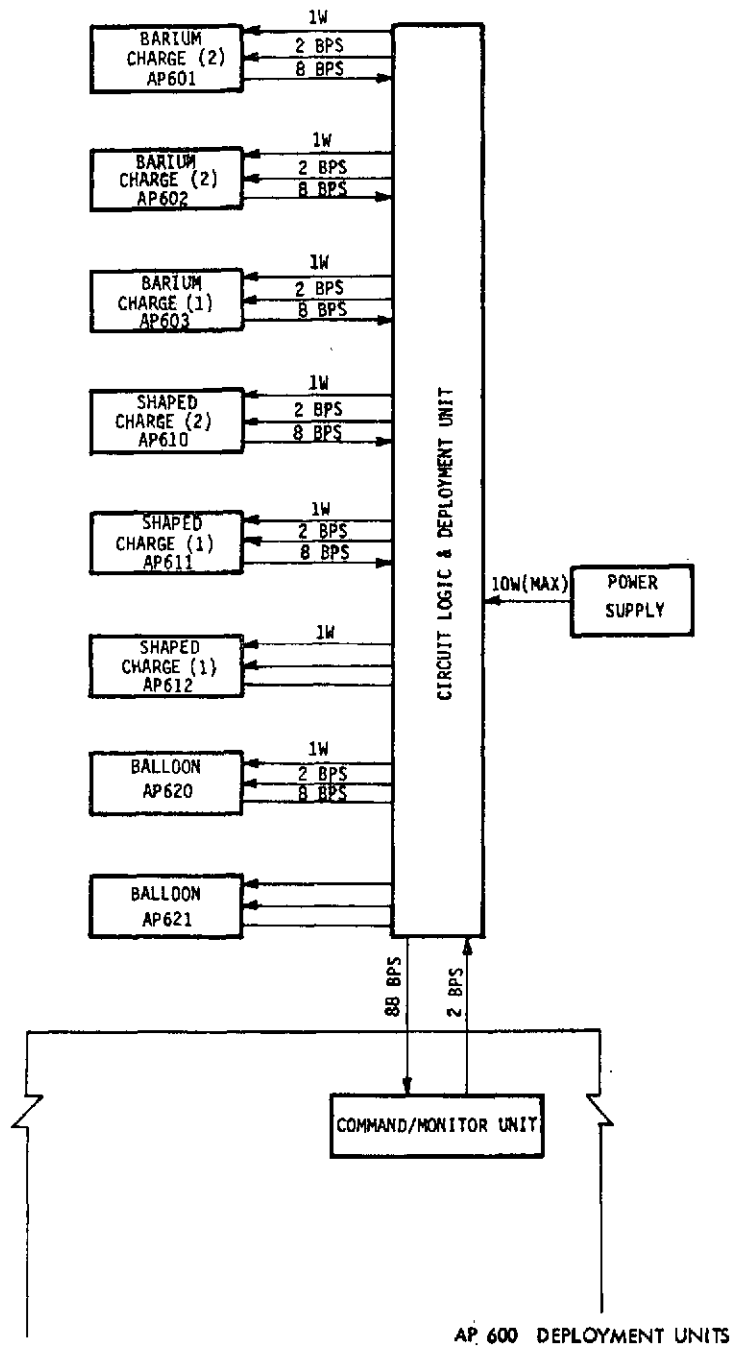 1W
BARIUM
CHARGE (2)
AP601
2 BPS
8 BPS
1W
BARIUM
CHARGE (2)
AP602
2 BPS
8 BPS
1W
BARIUM
CHARGE (1)
AP603
2 BPS
8 BPS
1W
SHAPED
CHARGE (2)
AP610
2 BPS
8 BPS
1W
SHAPED
CHARGE (1)
AP611
2 BPS
8 BPS
1W
SHAPED
CHARGE (1)
AP612
1W
BALLOON
AP620
2 BPS
8 BPS
BALLOON
AP621
CIRCUIT LOGIC & DEPLOYMENT UNIT
10W(MAX)
POWER
SUPPLY
88 BPS
2 BPS
COMMAND/MONITOR UNIT
AP 600 DEPLOYMENT UNITS